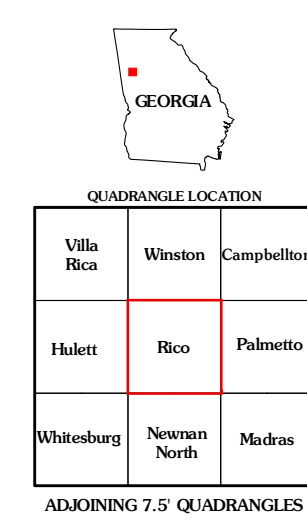 GEORGIA
QUADRANGLE LOCATION
Villa
Rica
Winston
Campbellton
Hulett
Rico
Palmetto
Whitesburg
Newnan
North
Madras
ADJOINING 7.5' QUADRANGLES